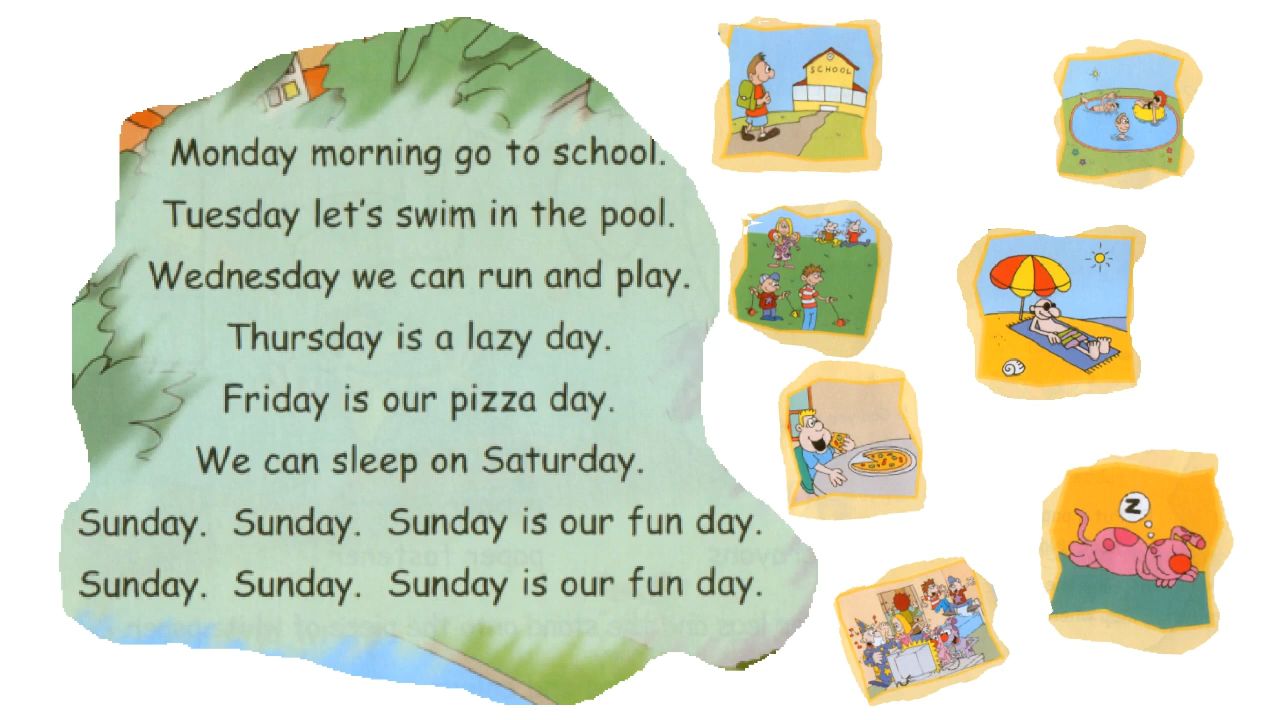 Monday morning go to school.
Tuesday let's swim in the pool.
Wednesday we can run and play.
Thursday is a lazy day.
Friday is our pizza day.
We can sleep on Saturday.
Sunday. Sunday. Sunday is our fun day.
Sunday. Sunday. Sunday is our fun day.
SCHOOL
Z